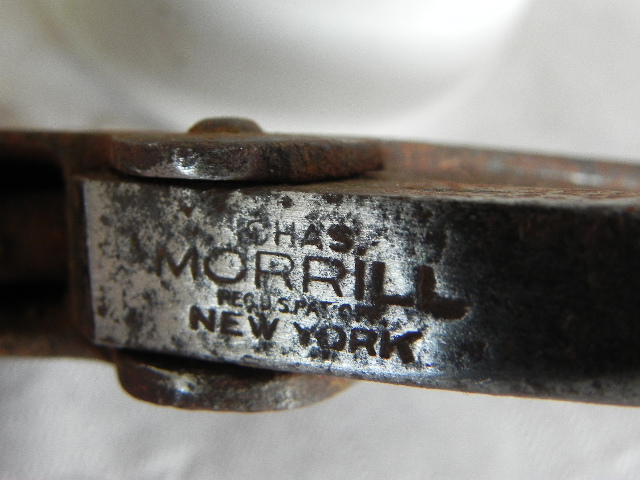 CHAS.
MORRILL
REG.U.S.PAT.OFF.
NEW YORK